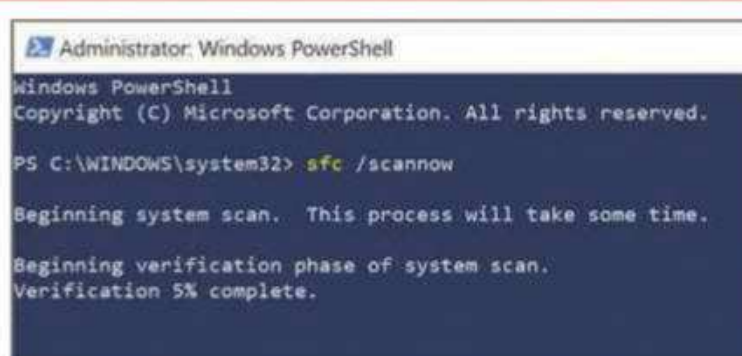 Administrator: Windows PowerShell
Windows PowerShell
Copyright (C) Microsoft Corporation. All rights reserved.
PS C:\WINDOWS\system32> sfc /scannow
Beginning system scan.  This process will take some time.
Beginning verification phase of system scan.
Verification 5% complete.